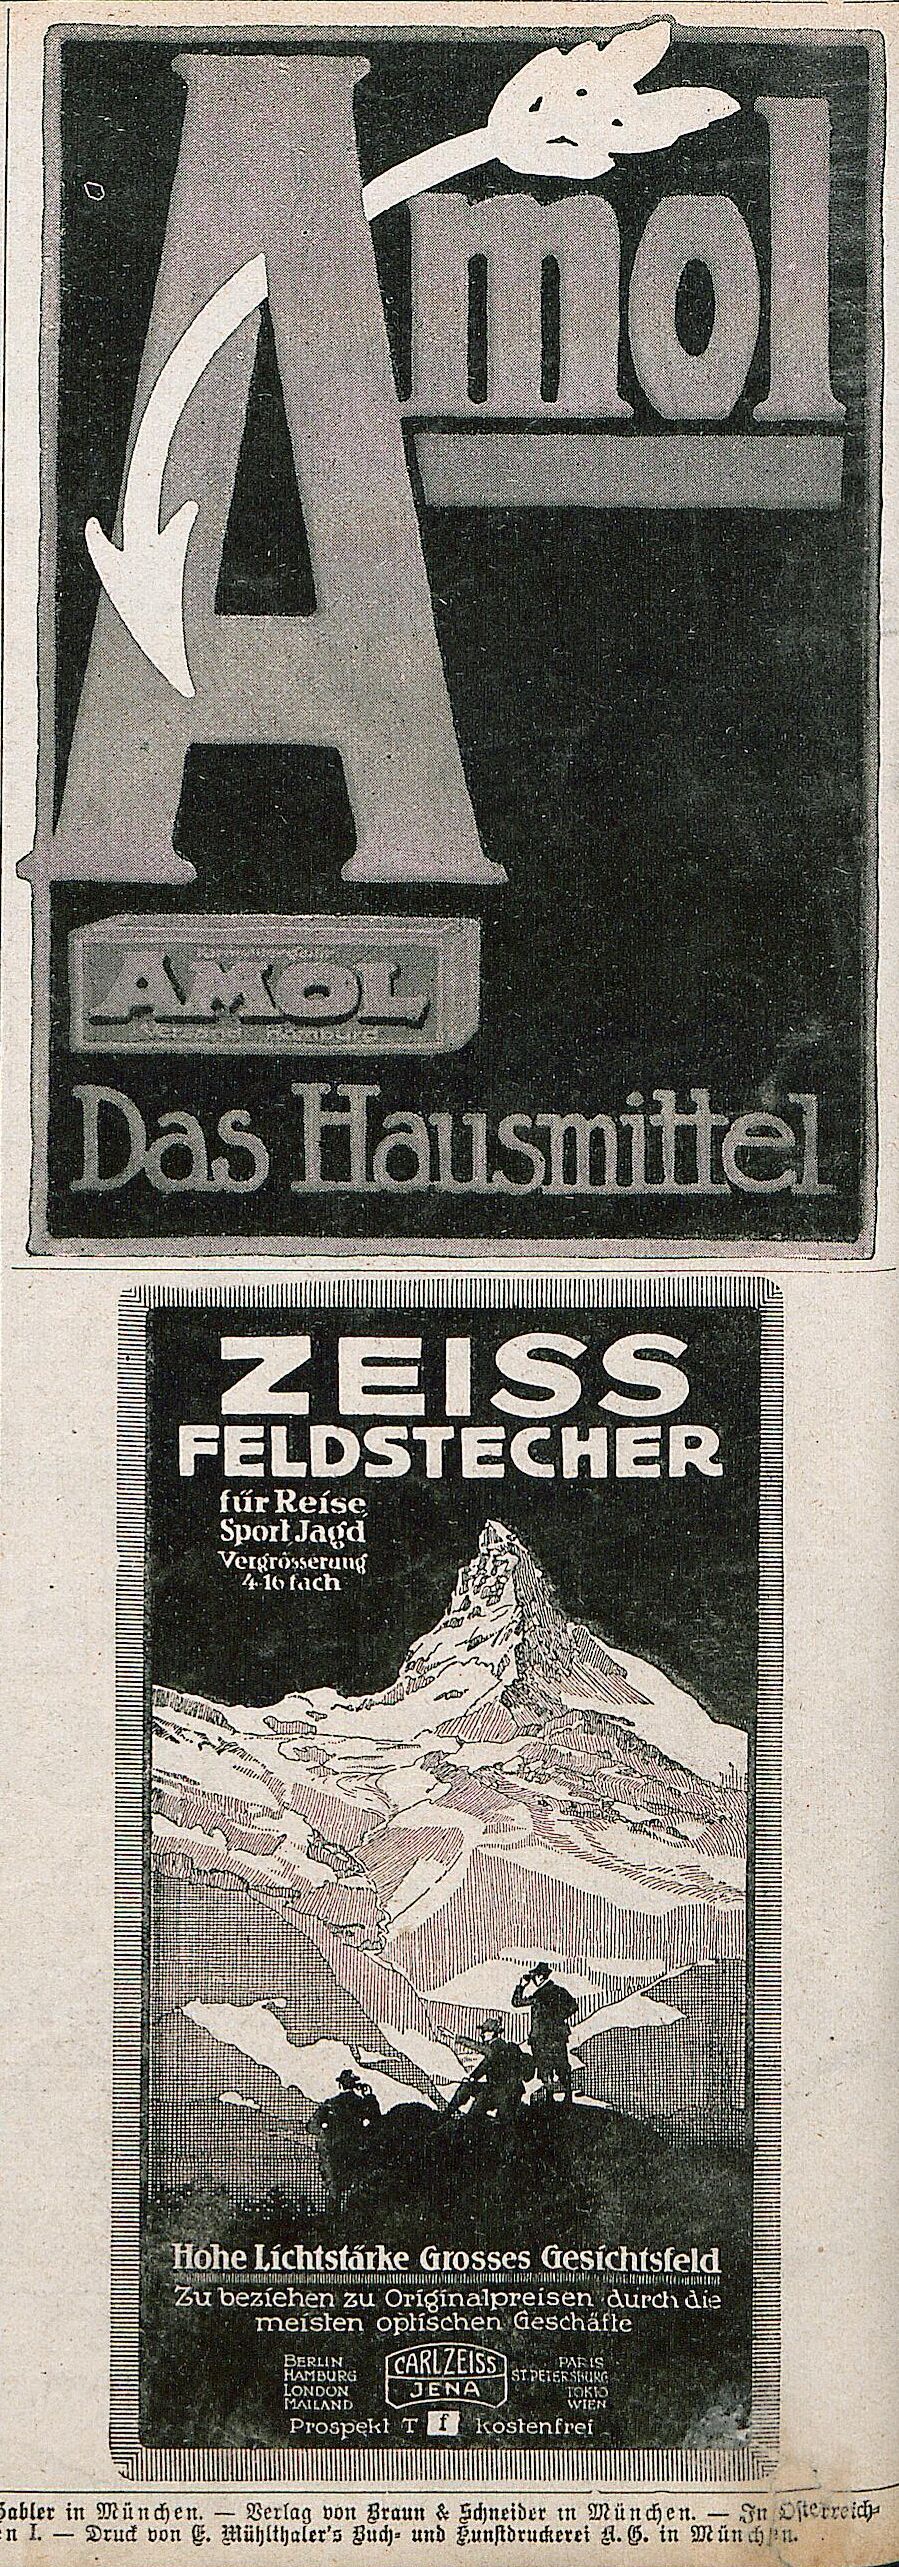 Amol
AMOL
Versand Hamburg
Das Hausmittel
ZEISS
FELDSTECHER
für Reise
Sport Jagd
Vergrösserung
4-16 fach
Hohe Lichtstärke Grosses Gesichtsfeld
Zu beziehen zu Originalpreisen durch die
meisten optischen Geschäfte
BERLIN
HAMBURG
LONDON
MAILAND
CARL ZEISS
JENA
PARIS
ST. PETERSBURG
TOKIO
WIEN
Prospekt T f kostenfrei
in München. — Verlag von Braun & Schneider in München. — In Österreich-
n I. — Druck von E. Mühlthaler's Buch- und Kunstdruckerei A. G. in München.